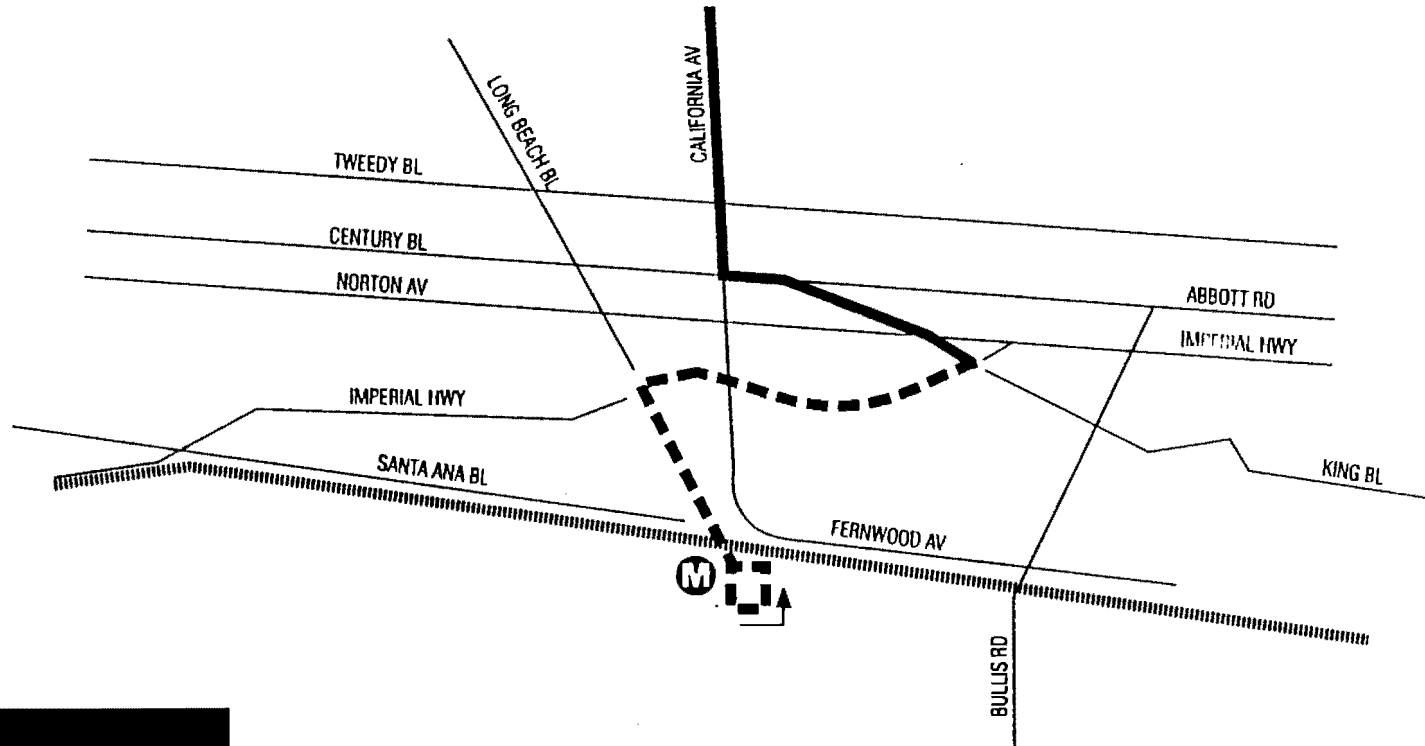 CALIFORNIA AV
LONG BEACH BL
TWEEDY BL
CENTURY BL
NORTON AV
ABBOTT RD
IMPERIAL HWY
IMPERIAL HWY
SANTA ANA BL
KING BL
FERNWOOD AV
M
BULLIS RD